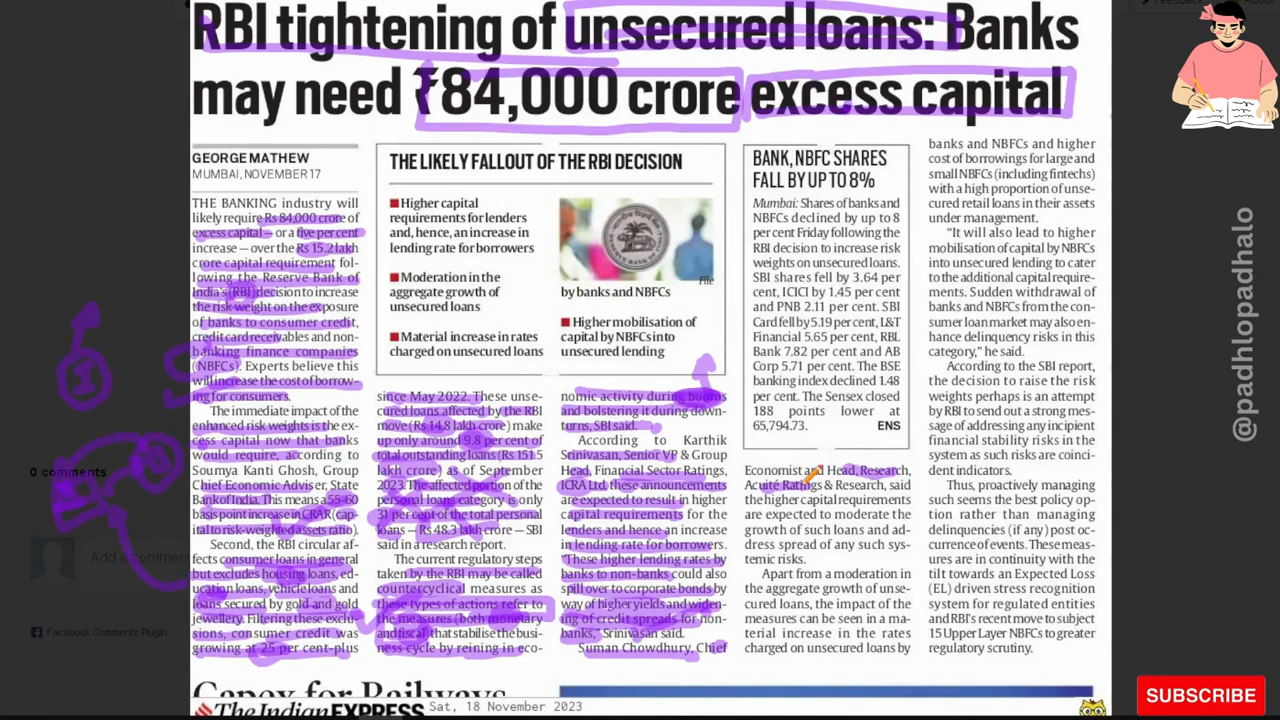 RBI tightening of unsecured loans: Banks
may need ₹84,000 crore excess capital
GEORGE MATHEW
MUMBAI, NOVEMBER 17
THE BANKING industry will
likely require Rs 84,000 crore of
excess capital — or a five per cent
increase — over the Rs 15.2 lakh
crore capital requirement fol-
lowing the Reserve Bank of
India's (RBI) decision to increase
the risk weight on the exposure
of banks to consumer credit,
credit card receivables and non-
banking finance companies
(NBFCs). Experts believe this
will increase the cost of borrow-
ing for consumers.
The immediate impact of the
enhanced risk weights is the ex-
cess capital now that banks
would require, according to
Soumya Kanti Ghosh, Group
Chief Economic Adviser, State
Bank of India. This means a 55-60
basis point increase in CRAR (cap-
ital to risk-weighted assets ratio).
Second, the RBI circular af-
fects consumer loans in general
but excludes housing loans, ed-
ucation loans, vehicle loans and
loans secured by gold and gold
jewellery. Filtering these exclu-
sions, consumer credit was
growing at 25 per cent-plus
THE LIKELY FALLOUT OF THE RBI DECISION
Higher capital
requirements for lenders
and, hence, an increase in
lending rate for borrowers
Moderation in the
aggregate growth of
unsecured loans
Material increase in rates
charged on unsecured loans
File
by banks and NBFCs
Higher mobilisation of
capital by NBFCs into
unsecured lending
since May 2022. These unse-
cured loans affected by the RBI
move (Rs 14.8 lakh crore) make
up only around 9.8 per cent of
total outstanding loans (Rs 151.5
lakh crore) as of September
2023. The affected portion of the
personal loans category is only
31 per cent of the total personal
loans — Rs 48.3 lakh crore — SBI
said in a research report.
The current regulatory steps
taken by the RBI may be called
countercyclical measures as
these types of actions refer to
the measures (both monetary
and fiscal) that stabilise the busi-
ness cycle by reining in eco-
nomic activity during booms
and bolstering it during down-
turns, SBI said.
According to Karthik
Srinivasan, Senior VP & Group
Head, Financial Sector Ratings,
ICRA Ltd, these announcements
are expected to result in higher
capital requirements for the
lenders and hence an increase
in lending rate for borrowers.
"These higher lending rates by
banks to non-banks could also
spill over to corporate bonds by
way of higher yields and widen-
ing of credit spreads for non-
banks," Srinivasan said.
Suman Chowdhury, Chief
BANK, NBFC SHARES
FALL BY UP TO 8%
Mumbai: Shares of banks and
NBFCs declined by up to 8
per cent Friday following the
RBI decision to increase risk
weights on unsecured loans.
SBI shares fell by 3.64 per
cent, ICICI by 1.45 per cent
and PNB 2.11 per cent. SBI
Card fell by 5.19 per cent, L&T
Financial 5.65 per cent, RBL
Bank 7.82 per cent and AB
Corp 5.71 per cent. The BSE
banking index declined 1.48
per cent. The Sensex closed
188 points lower at
65,794.73. ENS
Economist and Head, Research,
Acuité Ratings & Research, said
the higher capital requirements
are expected to moderate the
growth of such loans and ad-
dress spread of any such sys-
temic risks.
Apart from a moderation in
the aggregate growth of unse-
cured loans, the impact of the
measures can be seen in a ma-
terial increase in the rates
charged on unsecured loans by
banks and NBFCs and higher
cost of borrowings for large and
small NBFCs (including fintechs)
with a high proportion of unse-
cured retail loans in their assets
under management.
"It will also lead to higher
mobilisation of capital by NBFCs
into unsecured lending to cater
to the additional capital require-
ments. Sudden withdrawal of
banks and NBFCs from the con-
sumer loan market may also en-
hance delinquency risks in this
category," he said.
According to the SBI report,
the decision to raise the risk
weights perhaps is an attempt
by RBI to send out a strong mes-
sage of addressing any incipient
financial stability risks in the
system as such risks are coinci-
dent indicators.
Thus, proactively managing
such seems the best policy op-
tion rather than managing
delinquencies (if any) post oc-
currence of events. These meas-
ures are in continuity with the
tilt towards an Expected Loss
(EL) driven stress recognition
system for regulated entities
and RBI's recent move to subject
15 Upper Layer NBFCs to greater
regulatory scrutiny.
0 comments
Add a comment
Facebook Comments Plugin
@padhlopadhalo
Capex for Railways
The Indian EXPRESS Sat, 18 November 2023
SUBSCRIBE